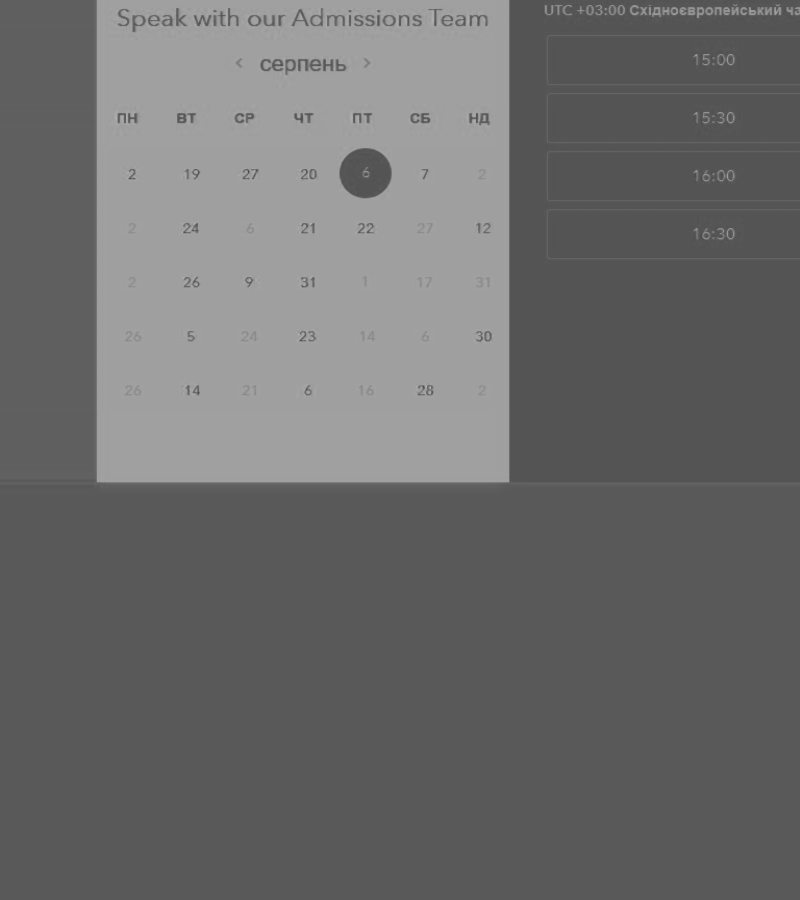 Speak with our Admissions Team
< серпень >
ПН ВТ СР ЧТ ПТ СБ НД
2 19 27 20 6 7 2
2 24 6 21 22 27 12
2 26 9 31 1 17 31
26 5 24 23 14 6 30
26 14 21 6 16 28 2
UTC +03:00 Східноєвропейський ча
15:00
15:30
16:00
16:30